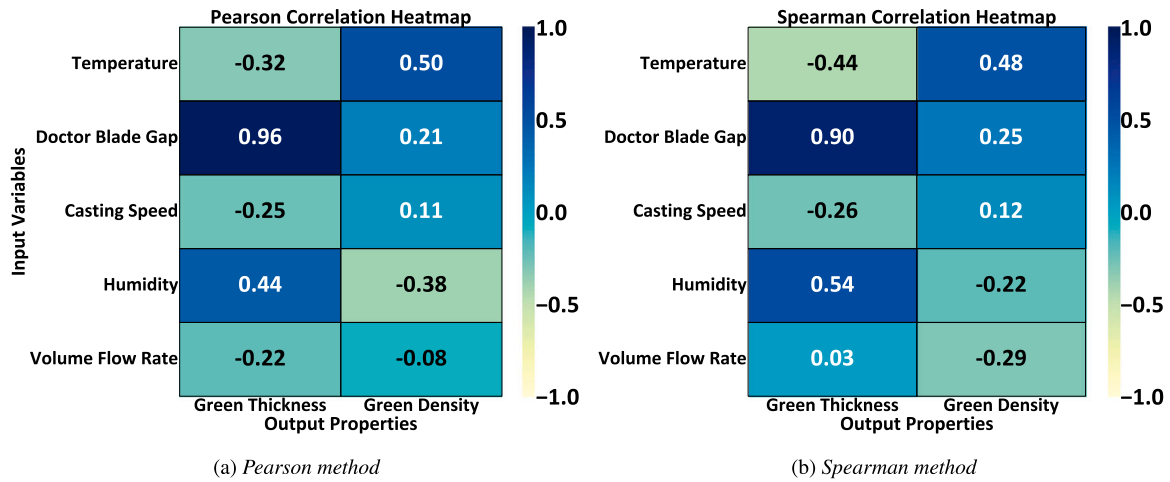 Pearson Correlation Heatmap
Input Variables
Temperature -0.32 0.50
Doctor Blade Gap 0.96 0.21
Casting Speed -0.25 0.11
Humidity 0.44 -0.38
Volume Flow Rate -0.22 -0.08
Green Thickness Green Density
Output Properties
1.0
0.5
0.0
−0.5
−1.0
(a) Pearson method
Spearman Correlation Heatmap
Temperature -0.44 0.48
Doctor Blade Gap 0.90 0.25
Casting Speed -0.26 0.12
Humidity 0.54 -0.22
Volume Flow Rate 0.03 -0.29
Green Thickness Green Density
Output Properties
1.0
0.5
0.0
−0.5
−1.0
(b) Spearman method